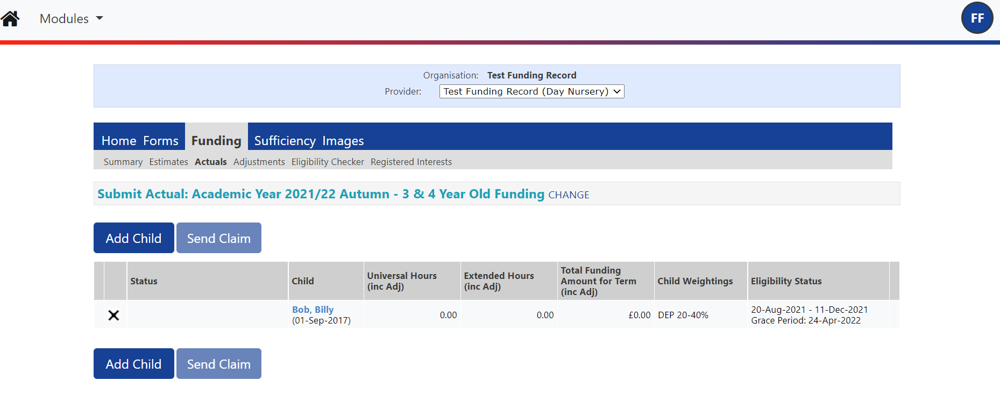 Modules
FF
Organisation: Test Funding Record
Provider: Test Funding Record (Day Nursery)
Home Forms Funding Sufficiency Images
Summary Estimates Actuals Adjustments Eligibility Checker Registered Interests
Submit Actual: Academic Year 2021/22 Autumn - 3 & 4 Year Old Funding CHANGE
Add Child Send Claim
Status
Child
Universal Hours
(inc Adj)
Extended Hours
(inc Adj)
Total Funding
Amount for Term
(inc Adj)
Child Weightings
Eligibility Status
Bob, Billy
(01-Sep-2017)
0.00
0.00
£0.00
DEP 20-40%
20-Aug-2021 - 11-Dec-2021
Grace Period: 24-Apr-2022
Add Child Send Claim